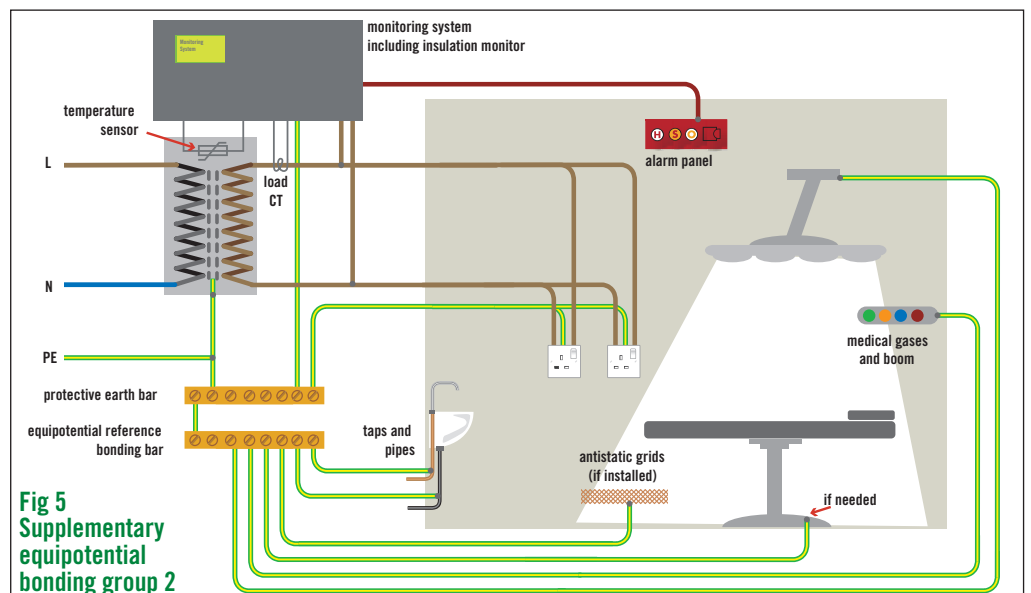 monitoring system
including insulation monitor
Monitoring
System
temperature
sensor
L
load
CT
H S
alarm panel
N
PE
medical gases
and boom
protective earth bar
equipotential reference
bonding bar
taps and
pipes
antistatic grids
(if installed)
if needed
Fig 5
Supplementary
equipotential
bonding group 2